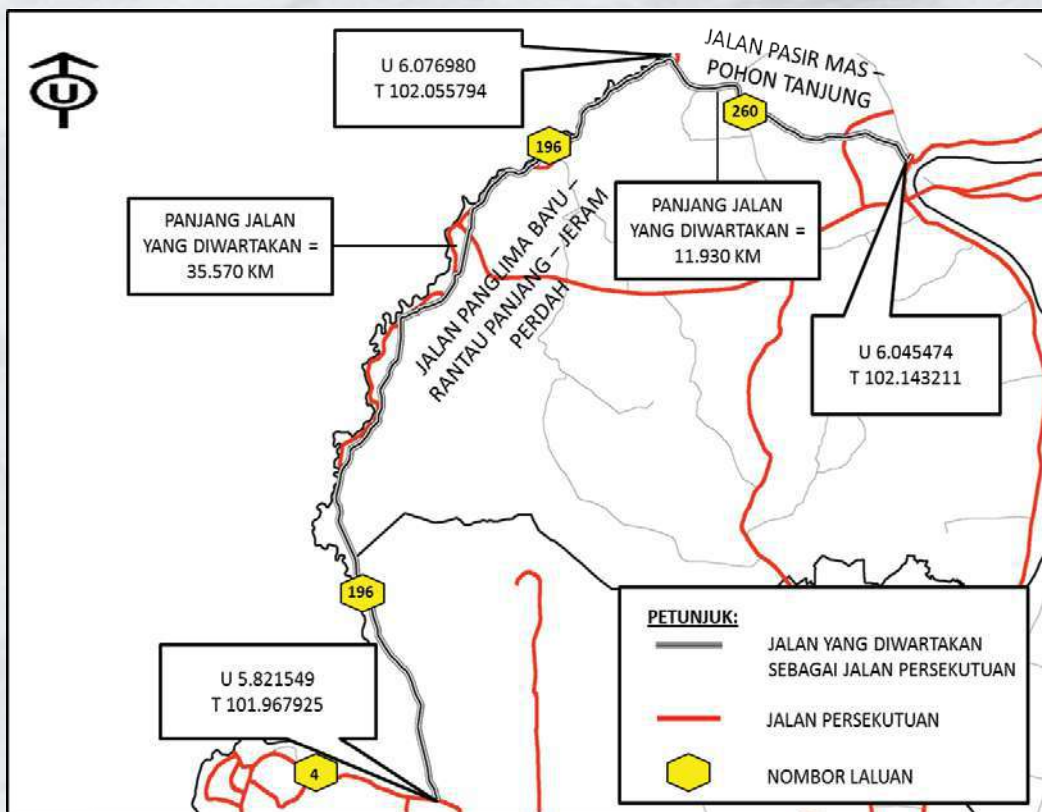 U
U 6.076980
T 102.055794
JALAN PASIR MAS –
POHON TANJUNG
260
196
PANJANG JALAN
YANG DIWARTAKAN =
35.570 KM
PANJANG JALAN
YANG DIWARTAKAN =
11.930 KM
JALAN PANGLIMA BAYU –
RANTAU PANJANG – JERAM
PERDAH
U 6.045474
T 102.143211
196
U 5.821549
T 101.967925
4
PETUNJUK:
JALAN YANG DIWARTAKAN
SEBAGAI JALAN PERSEKUTUAN
JALAN PERSEKUTUAN
NOMBOR LALUAN